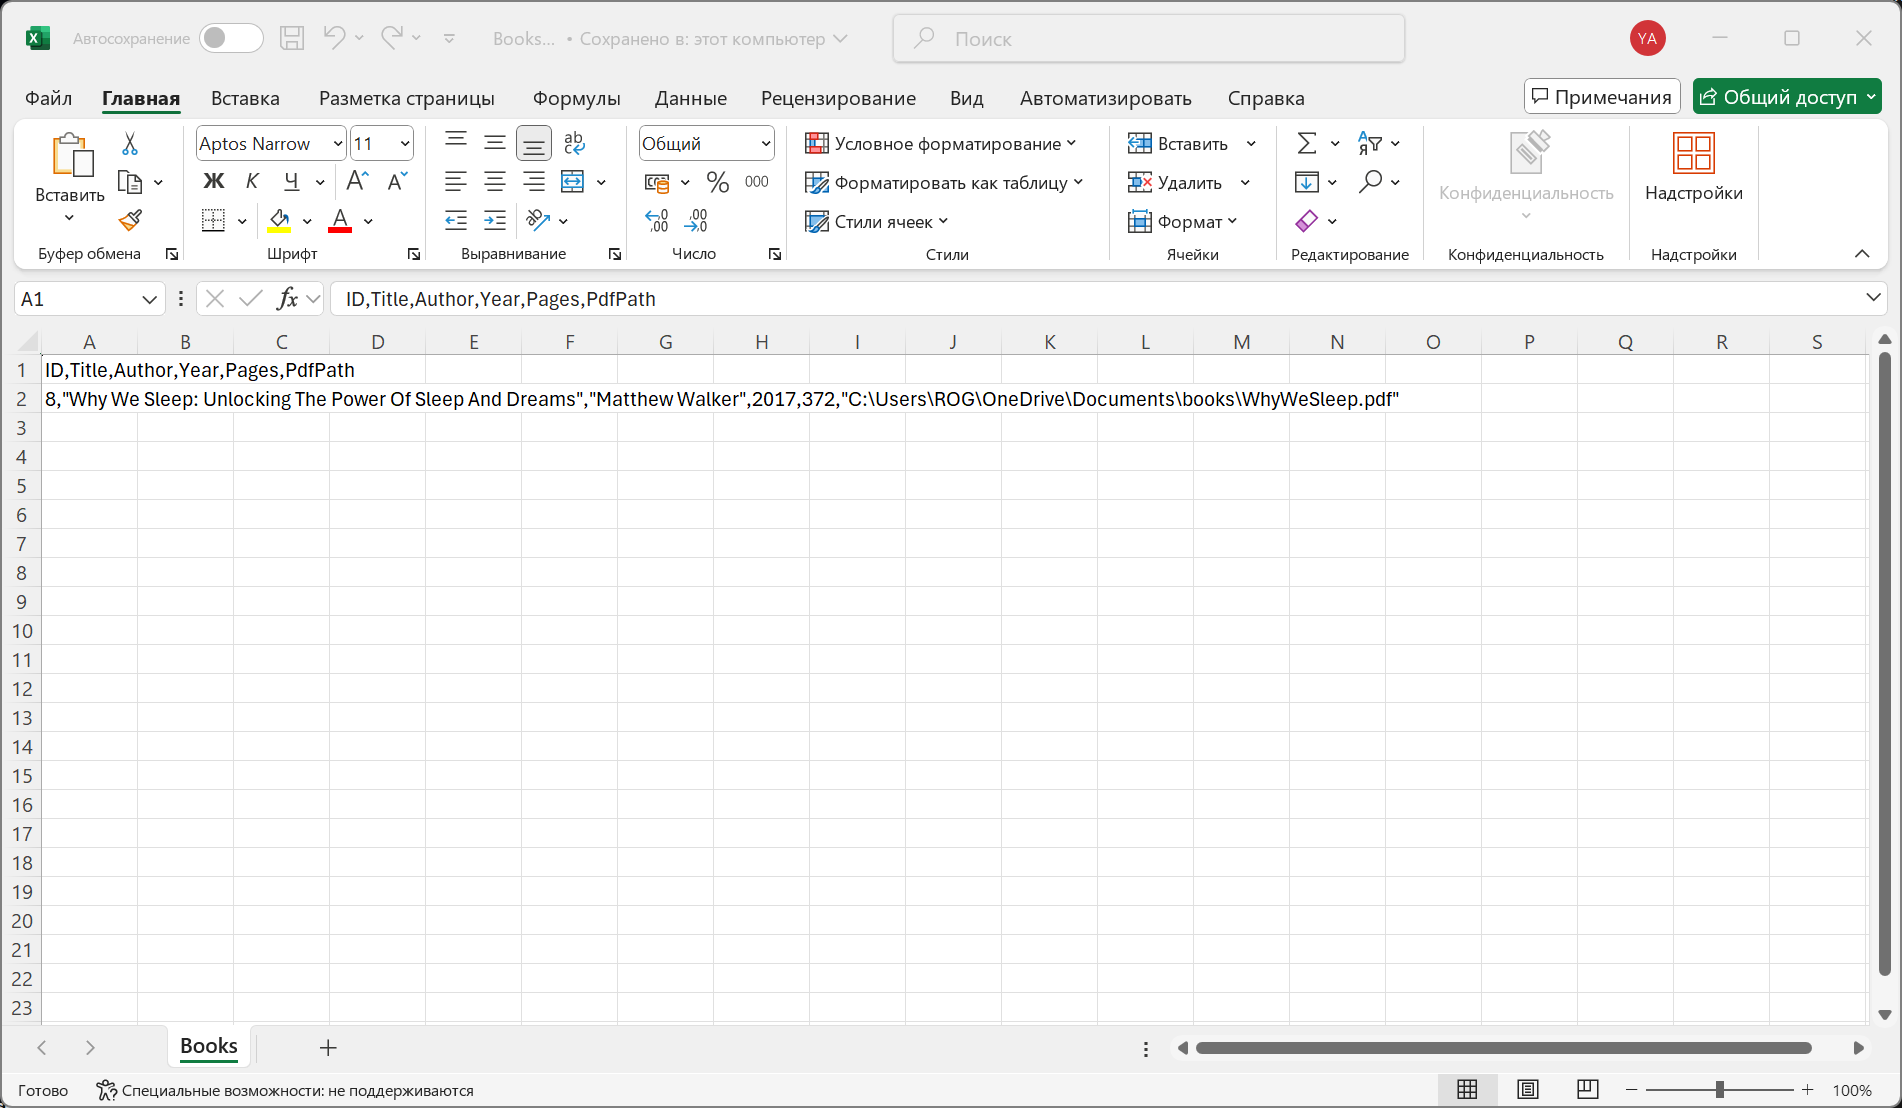 Автосохранение
Books... • Сохранено в: этот компьютер
Поиск
YA
Файл Главная Вставка Разметка страницы Формулы Данные Рецензирование Вид Автоматизировать Справка
Примечания
Общий доступ
Вставить
Буфер обмена
Aptos Narrow 11
Ж К Ч A A
A
Шрифт
ab
Выравнивание
Общий
% 000
,00
,00
Число
Условное форматирование
Форматировать как таблицу
Стили ячеек
Стили
Вставить
Удалить
Формат
Ячейки
Редактирование
Конфиденциальность
Конфиденциальность
Надстройки
Надстройки
A1
fx
ID,Title,Author,Year,Pages,PdfPath
A B C D E F G H I J K L M N O P Q R S
1 ID,Title,Author,Year,Pages,PdfPath
2 8,"Why We Sleep: Unlocking The Power Of Sleep And Dreams","Matthew Walker",2017,372,"C:\Users\ROG\OneDrive\Documents\books\WhyWeSleep.pdf"
3
4
5
6
7
8
9
10
11
12
13
14
15
16
17
18
19
20
21
22
23
Books
Готово
Специальные возможности: не поддерживаются
100%